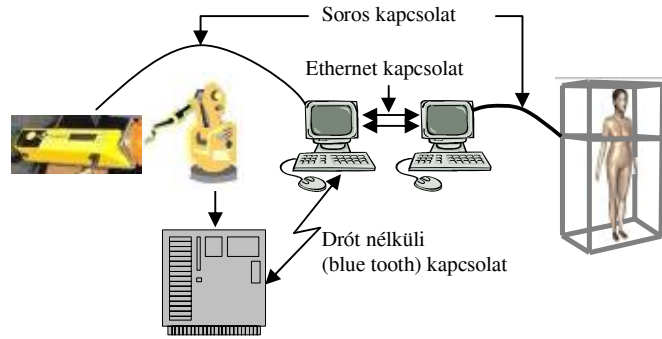 Soros kapcsolat
Ethernet kapcsolat
Drót nélküli
(blue tooth) kapcsolat